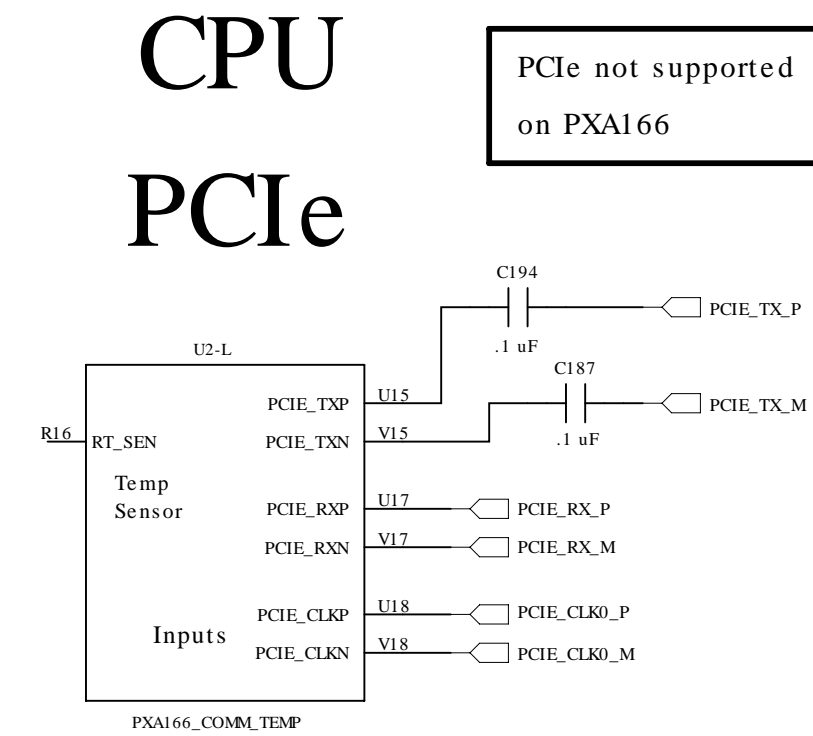 CPU
PCIe
PCIe not supported
on PXA166
C194
.1 uF
PCIE_TX_P
C187
.1 uF
PCIE_TX_M
U2-L
R16
RT_SEN
Temp
Sensor
Inputs
PCIE_TXP U15
PCIE_TXN V15
PCIE_RXP U17 PCIE_RX_P
PCIE_RXN V17 PCIE_RX_M
PCIE_CLKP U18 PCIE_CLK0_P
PCIE_CLKN V18 PCIE_CLK0_M
PXA166_COMM_TEMP